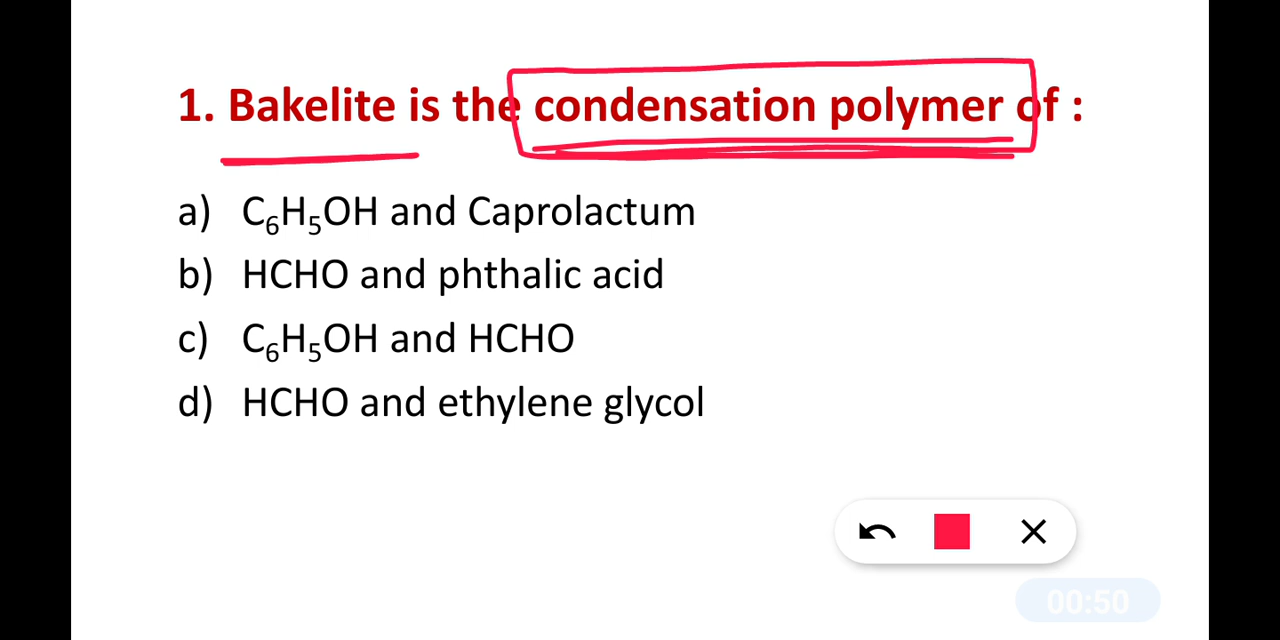 1. Bakelite is the condensation polymer of :
a) C₆H₅OH and Caprolactum
b) HCHO and phthalic acid
c) C₆H₅OH and HCHO
d) HCHO and ethylene glycol
00:50